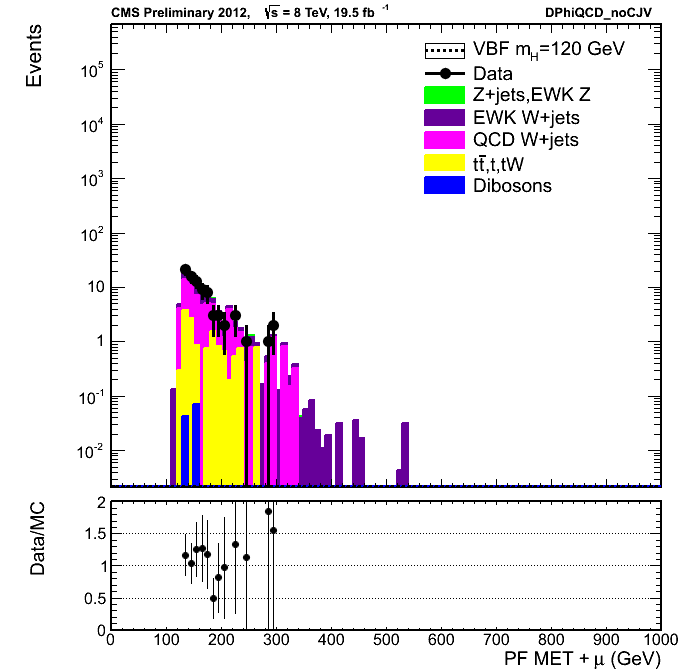 CMS Preliminary 2012, √s = 8 TeV, 19.5 fb⁻¹ DPhiQCD_noCJV
Events
VBF m_H=120 GeV
Data
Z+jets,EWK Z
EWK W+jets
QCD W+jets
tt̄,t,tW
Dibosons
10⁵
10⁴
10³
10²
10
1
10⁻¹
10⁻²
Data/MC
2
1.5
1
0.5
0
0 100 200 300 400 500 600 700 800 900 1000
PF MET + μ (GeV)